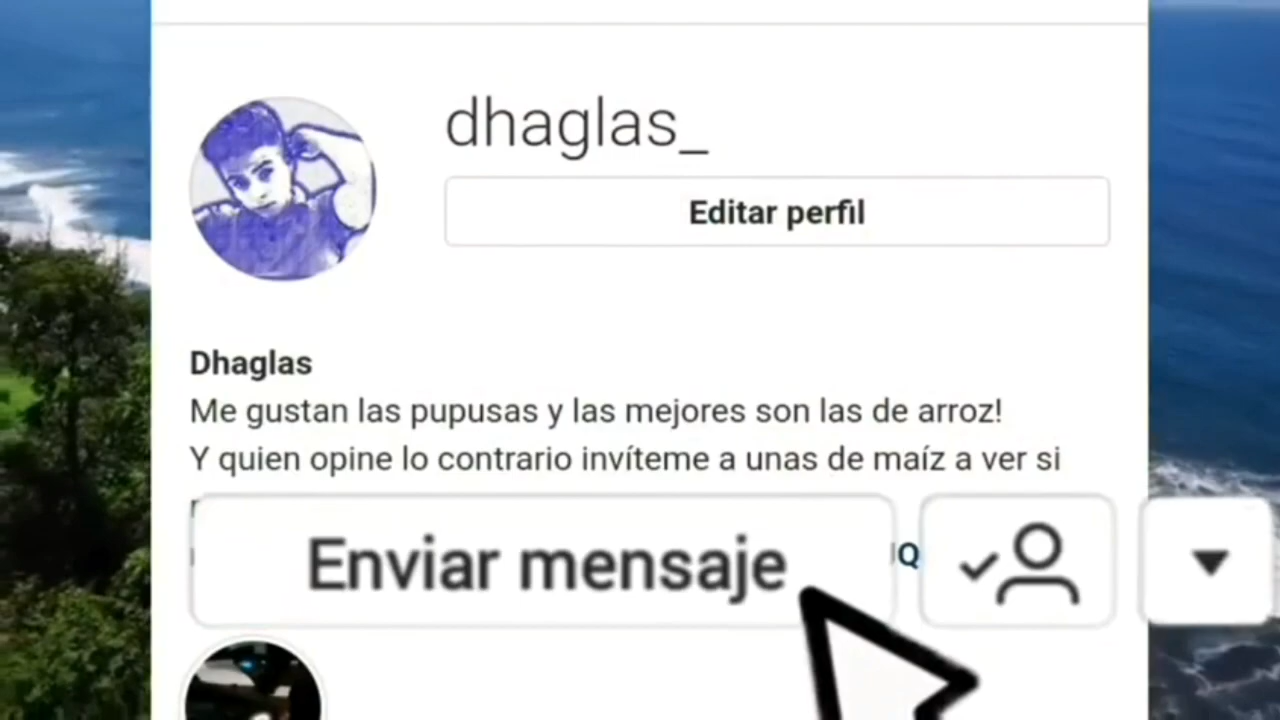 dhaglas_
Editar perfil
Dhaglas
Me gustan las pupusas y las mejores son las de arroz!
Y quien opine lo contrario invíteme a unas de maíz a ver si
Enviar mensaje